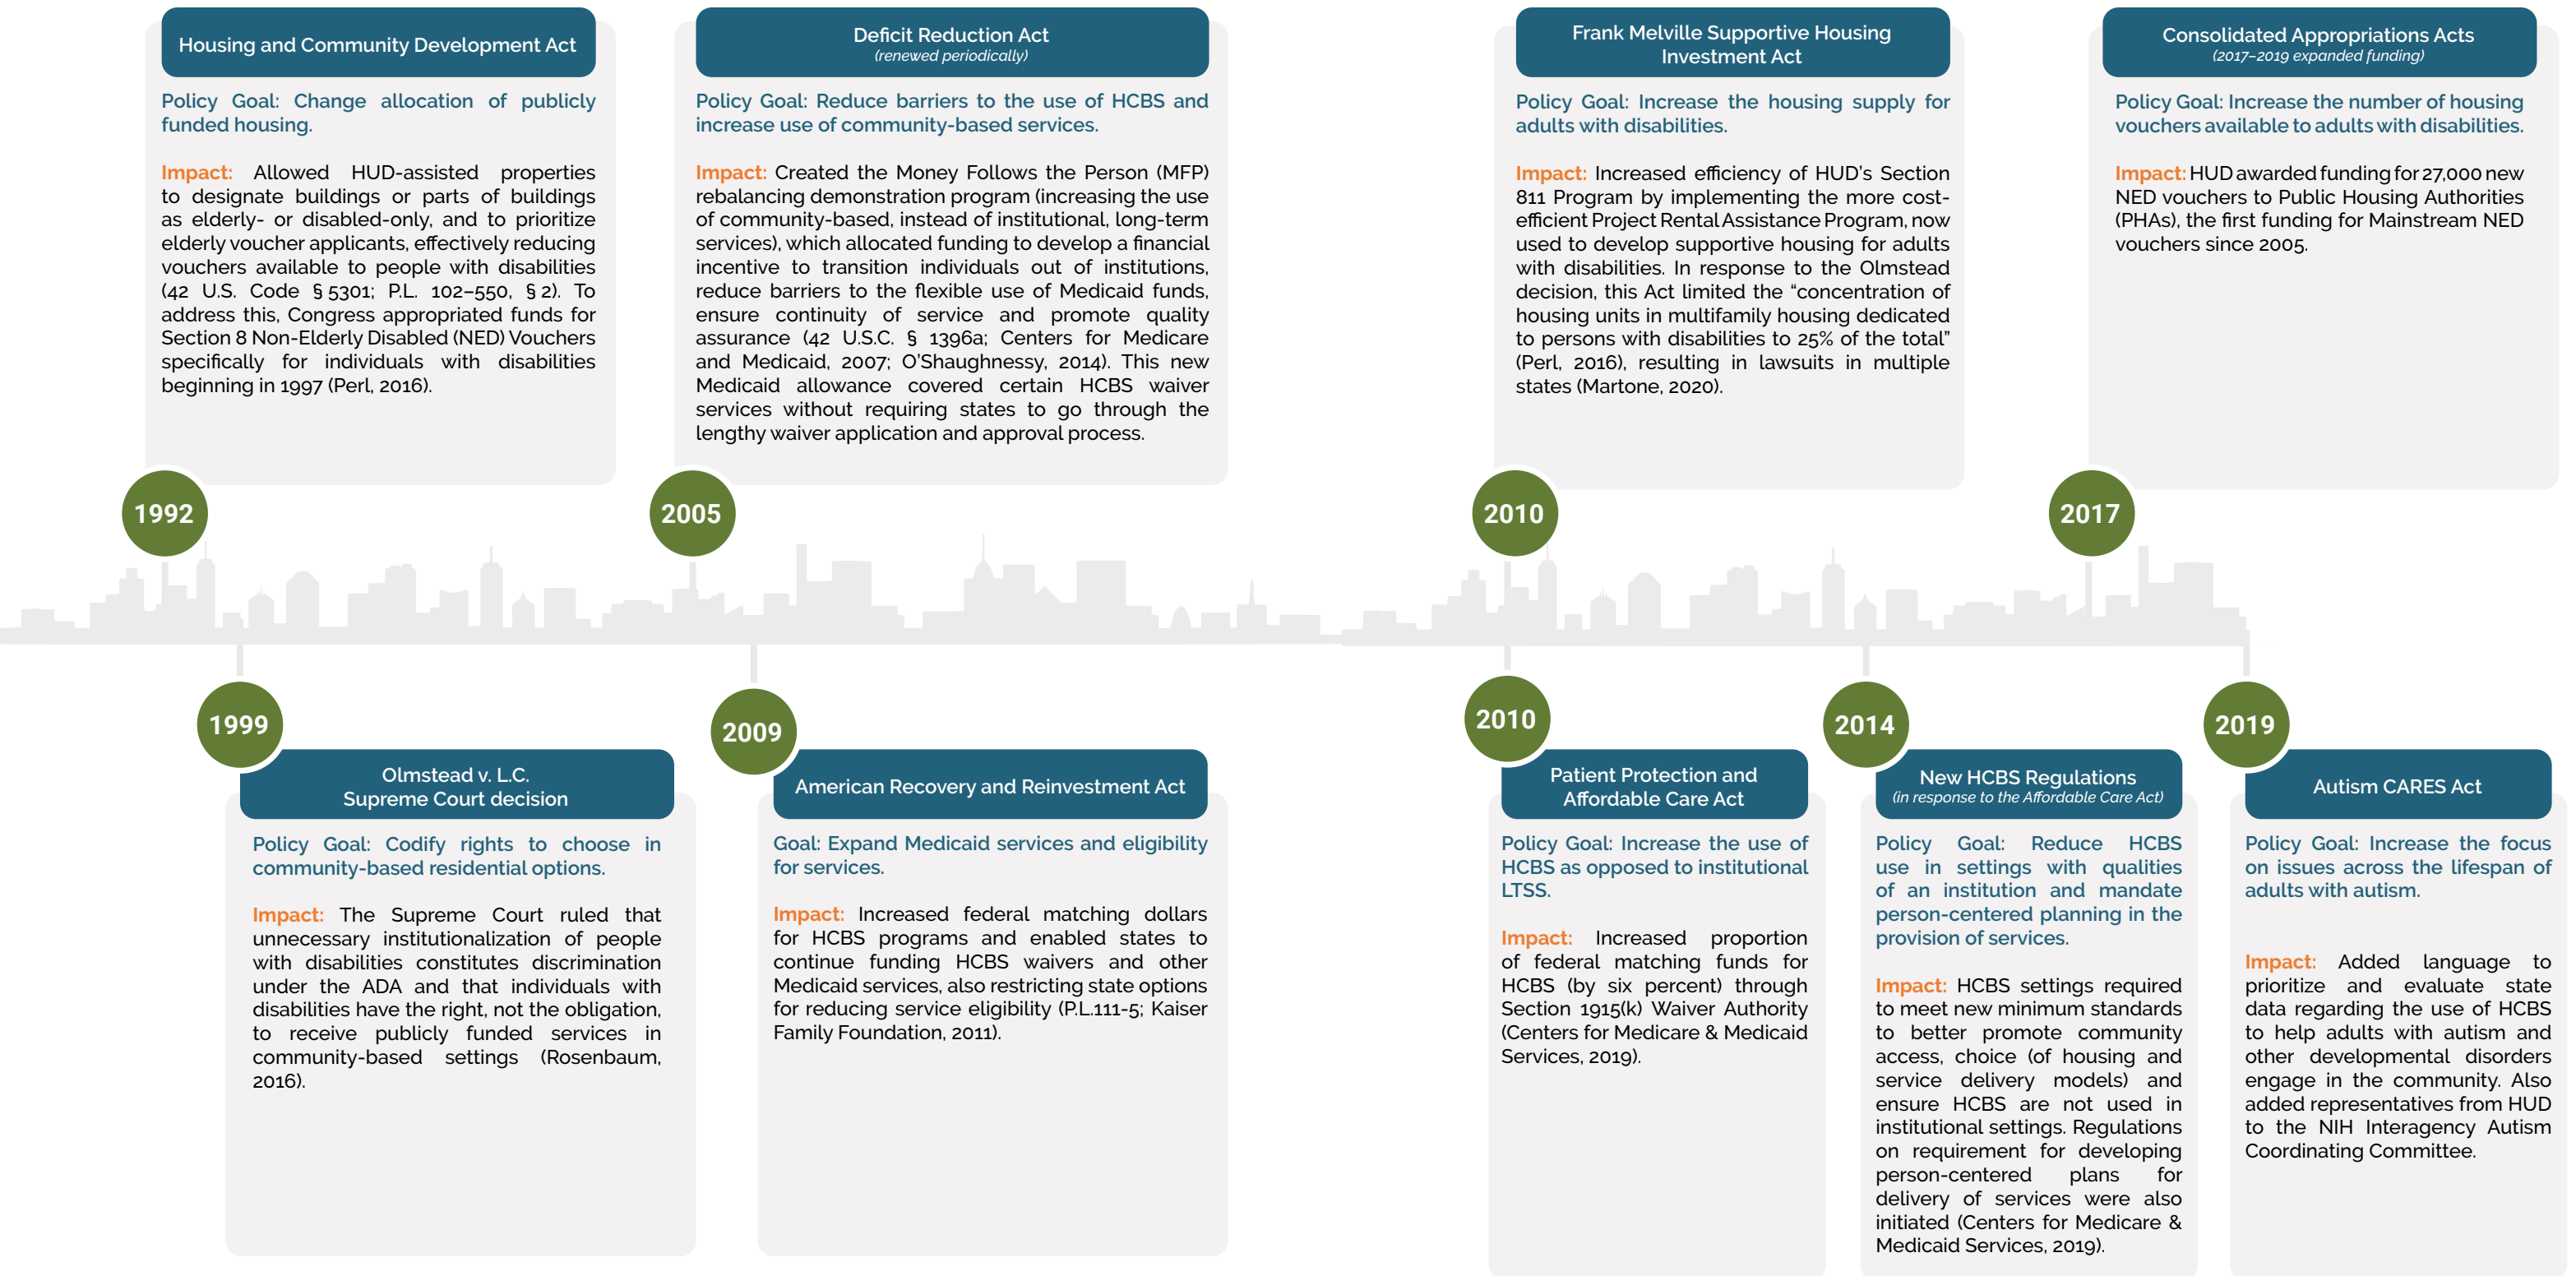 Housing and Community Development Act
Policy Goal: Change allocation of publicly
funded housing.
Impact: Allowed HUD-assisted properties
to designate buildings or parts of buildings
as elderly- or disabled-only, and to prioritize
elderly voucher applicants, effectively reducing
vouchers available to people with disabilities
(42 U.S. Code § 5301; P.L. 102–550, § 2). To
address this, Congress appropriated funds for
Section 8 Non-Elderly Disabled (NED) Vouchers
specifically for individuals with disabilities
beginning in 1997 (Perl, 2016).
1992
Deficit Reduction Act
(renewed periodically)
Policy Goal: Reduce barriers to the use of HCBS and
increase use of community-based services.
Impact: Created the Money Follows the Person (MFP)
rebalancing demonstration program (increasing the use
of community-based, instead of institutional, long-term
services), which allocated funding to develop a financial
incentive to transition individuals out of institutions,
reduce barriers to the flexible use of Medicaid funds,
ensure continuity of service and promote quality
assurance (42 U.S.C. § 1396a; Centers for Medicare
and Medicaid, 2007; O'Shaughnessy, 2014). This new
Medicaid allowance covered certain HCBS waiver
services without requiring states to go through the
lengthy waiver application and approval process.
2005
Frank Melville Supportive Housing
Investment Act
Policy Goal: Increase the housing supply for
adults with disabilities.
Impact: Increased efficiency of HUD's Section
811 Program by implementing the more cost-
efficient Project Rental Assistance Program, now
used to develop supportive housing for adults
with disabilities. In response to the Olmstead
decision, this Act limited the “concentration of
housing units in multifamily housing dedicated
to persons with disabilities to 25% of the total”
(Perl, 2016), resulting in lawsuits in multiple
states (Martone, 2020).
2010
Consolidated Appropriations Acts
(2017–2019 expanded funding)
Policy Goal: Increase the number of housing
vouchers available to adults with disabilities.
Impact: HUD awarded funding for 27,000 new
NED vouchers to Public Housing Authorities
(PHAs), the first funding for Mainstream NED
vouchers since 2005.
2017
1999
Olmstead v. L.C.
Supreme Court decision
Policy Goal: Codify rights to choose in
community-based residential options.
Impact: The Supreme Court ruled that
unnecessary institutionalization of people
with disabilities constitutes discrimination
under the ADA and that individuals with
disabilities have the right, not the obligation,
to receive publicly funded services in
community-based settings (Rosenbaum,
2016).
2009
American Recovery and Reinvestment Act
Goal: Expand Medicaid services and eligibility
for services.
Impact: Increased federal matching dollars
for HCBS programs and enabled states to
continue funding HCBS waivers and other
Medicaid services, also restricting state options
for reducing service eligibility (P.L.111-5; Kaiser
Family Foundation, 2011).
2010
Patient Protection and
Affordable Care Act
Policy Goal: Increase the use of
HCBS as opposed to institutional
LTSS.
Impact: Increased proportion
of federal matching funds for
HCBS (by six percent) through
Section 1915(k) Waiver Authority
(Centers for Medicare & Medicaid
Services, 2019).
2014
New HCBS Regulations
(in response to the Affordable Care Act)
Policy Goal: Reduce HCBS
use in settings with qualities
of an institution and mandate
person-centered planning in the
provision of services.
Impact: HCBS settings required
to meet new minimum standards
to better promote community
access, choice (of housing and
service delivery models) and
ensure HCBS are not used in
institutional settings. Regulations
on requirement for developing
person-centered plans for
delivery of services were also
initiated (Centers for Medicare &
Medicaid Services, 2019).
2019
Autism CARES Act
Policy Goal: Increase the focus
on issues across the lifespan of
adults with autism.
Impact: Added language to
prioritize and evaluate state
data regarding the use of HCBS
to help adults with autism and
other developmental disorders
engage in the community. Also
added representatives from HUD
to the NIH Interagency Autism
Coordinating Committee.